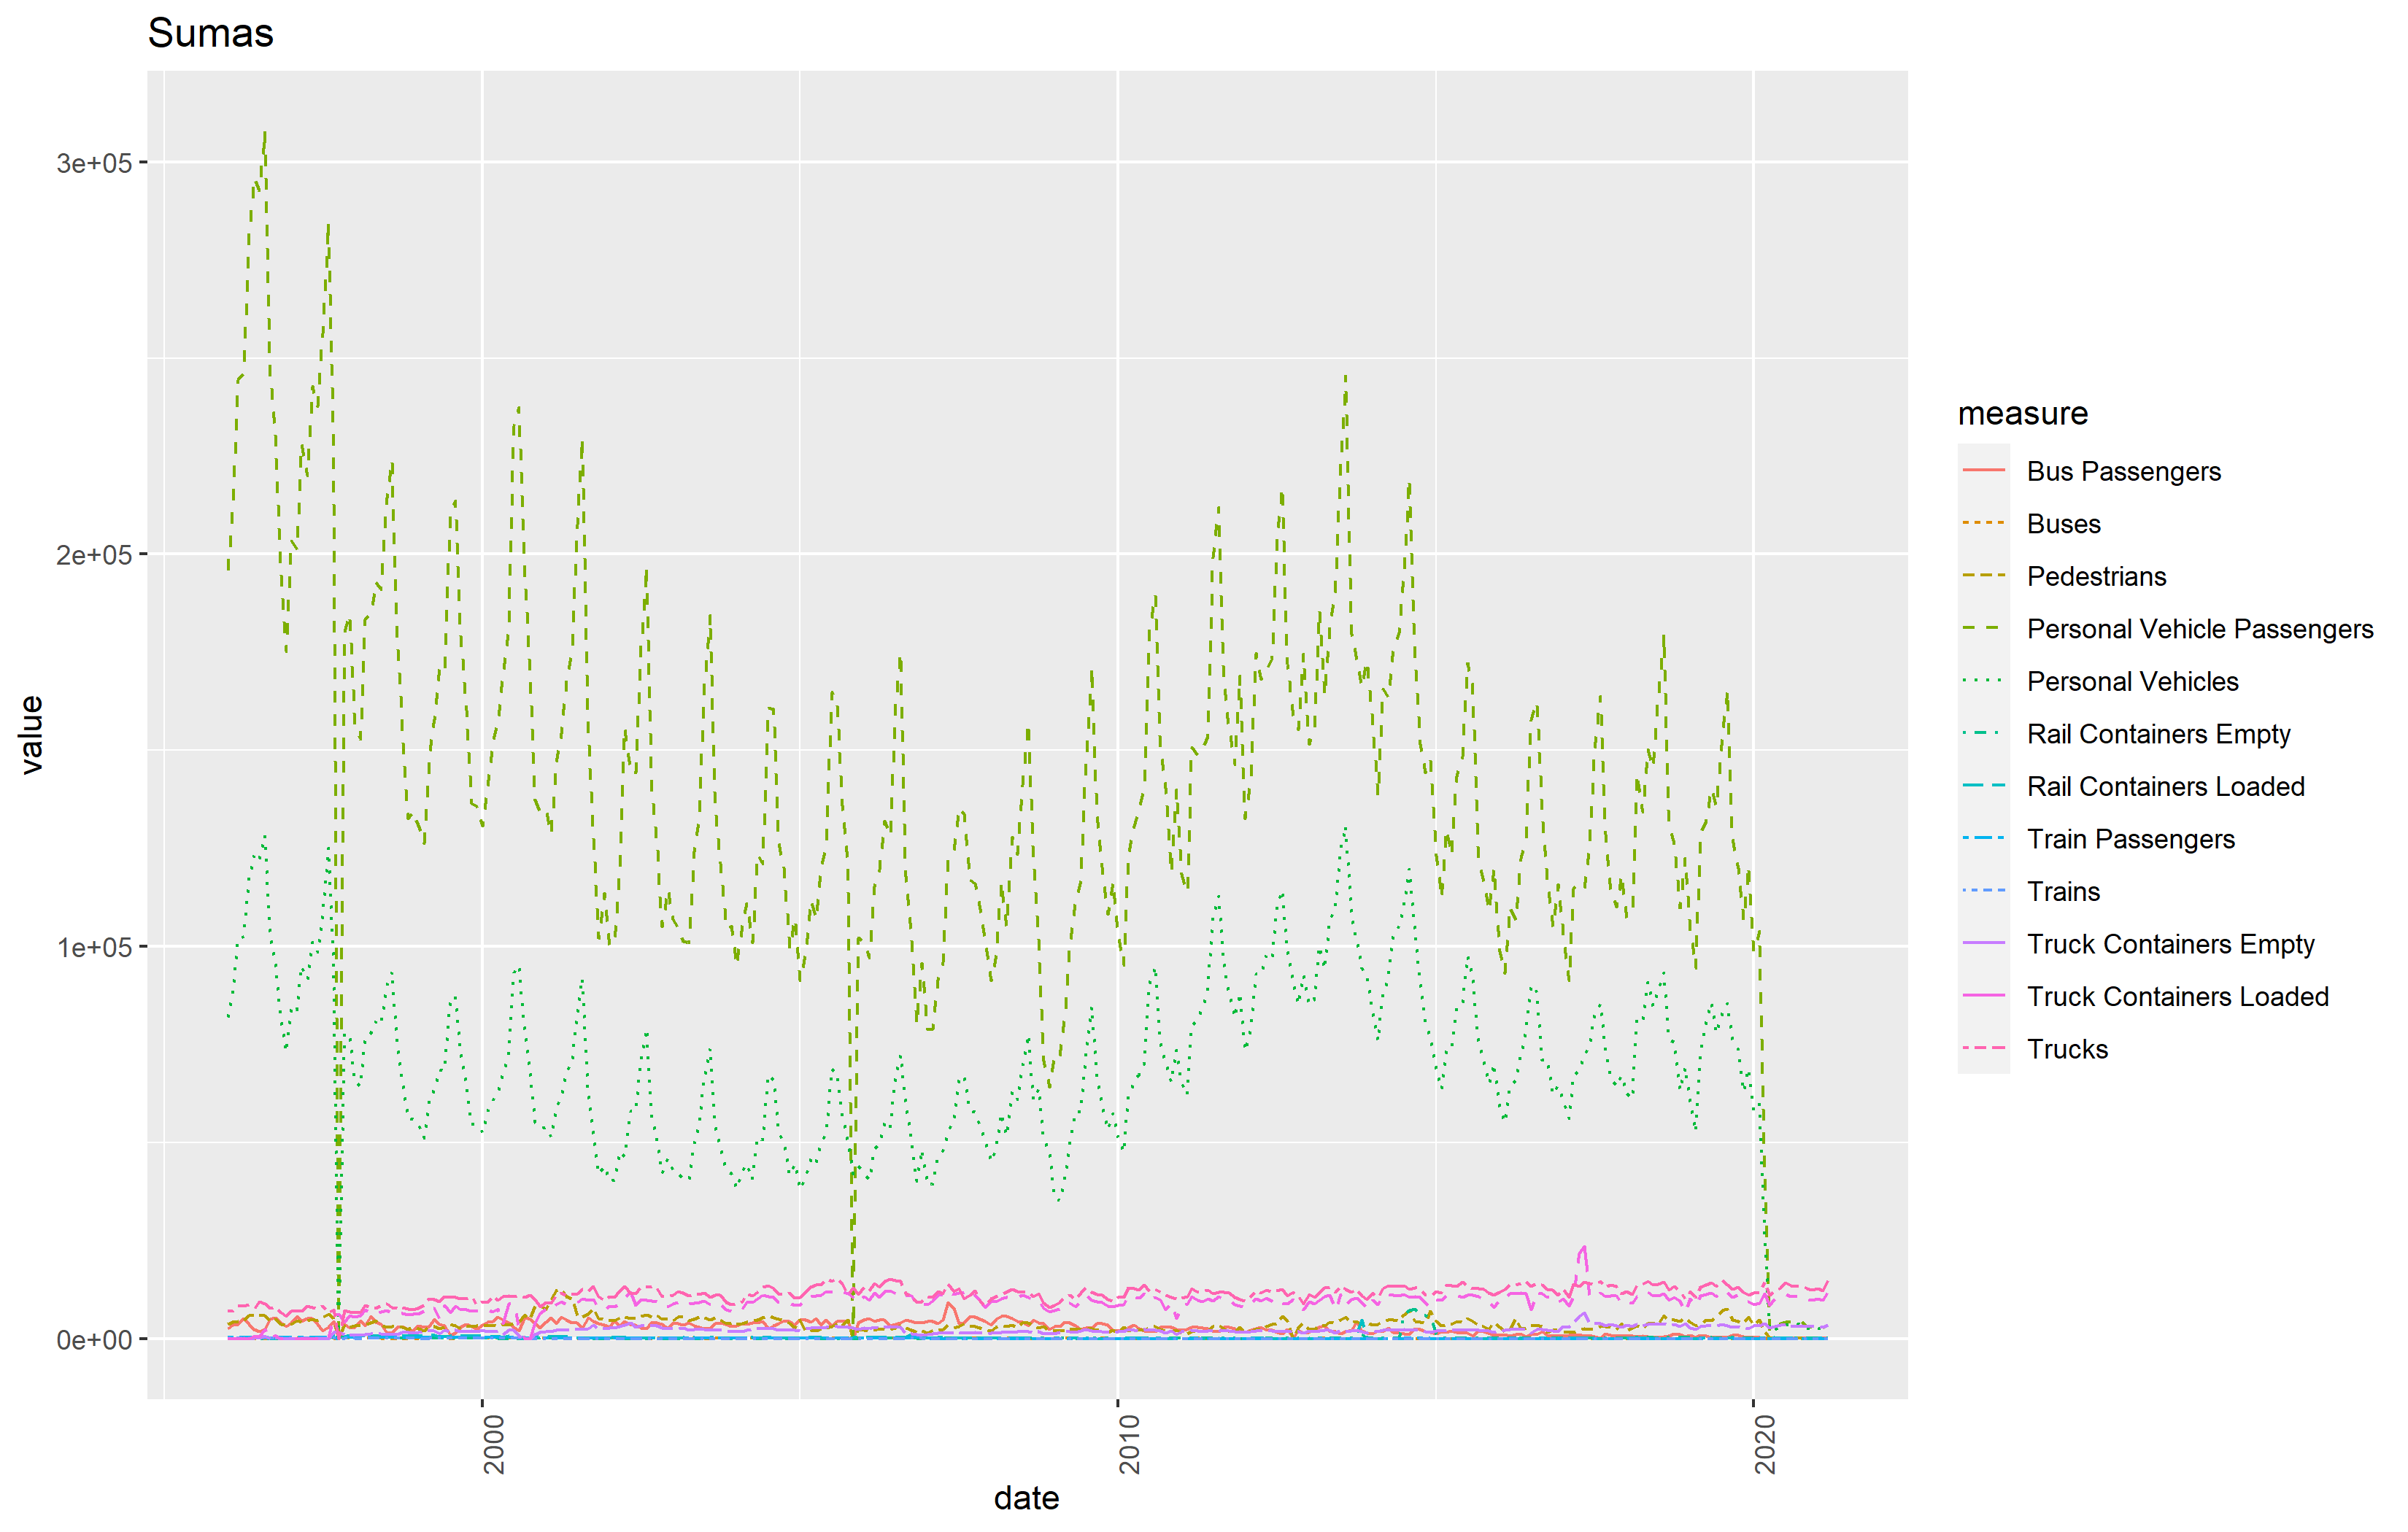 Sumas
3e+05
2e+05
1e+05
0e+00
value
2000
2010
2020
date
measure
Bus Passengers
Buses
Pedestrians
Personal Vehicle Passengers
Personal Vehicles
Rail Containers Empty
Rail Containers Loaded
Train Passengers
Trains
Truck Containers Empty
Truck Containers Loaded
Trucks